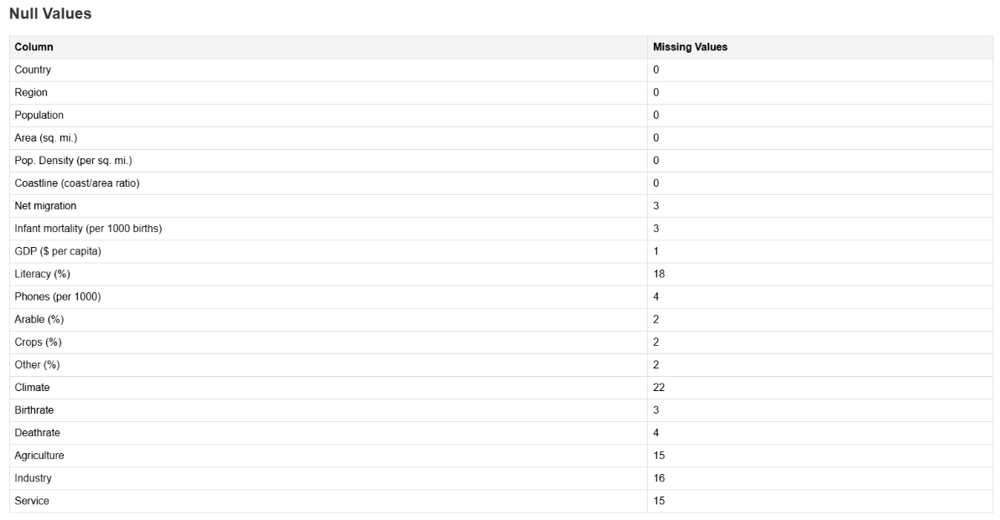 Null Values
Column Missing Values
Country 0
Region 0
Population 0
Area (sq. mi.) 0
Pop. Density (per sq. mi.) 0
Coastline (coast/area ratio) 0
Net migration 3
Infant mortality (per 1000 births) 3
GDP ($ per capita) 1
Literacy (%) 18
Phones (per 1000) 4
Arable (%) 2
Crops (%) 2
Other (%) 2
Climate 22
Birthrate 3
Deathrate 4
Agriculture 15
Industry 16
Service 15